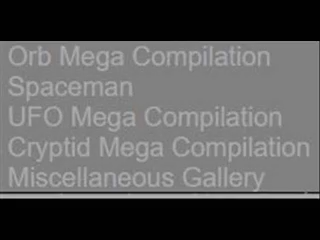 Orb Mega Compilation
Spaceman
UFO Mega Compilation
Cryptid Mega Compilation
Miscellaneous Gallery